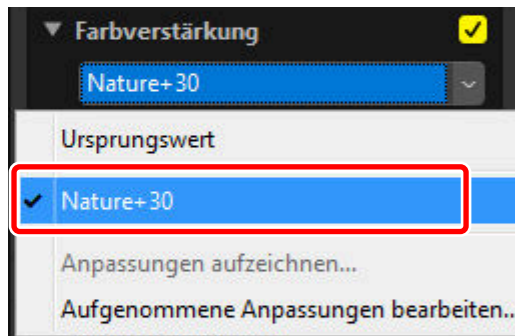 Farbverstärkung
Nature+30
Ursprungswert
Nature+30
Anpassungen aufzeichnen...
Aufgenommene Anpassungen bearbeiten..